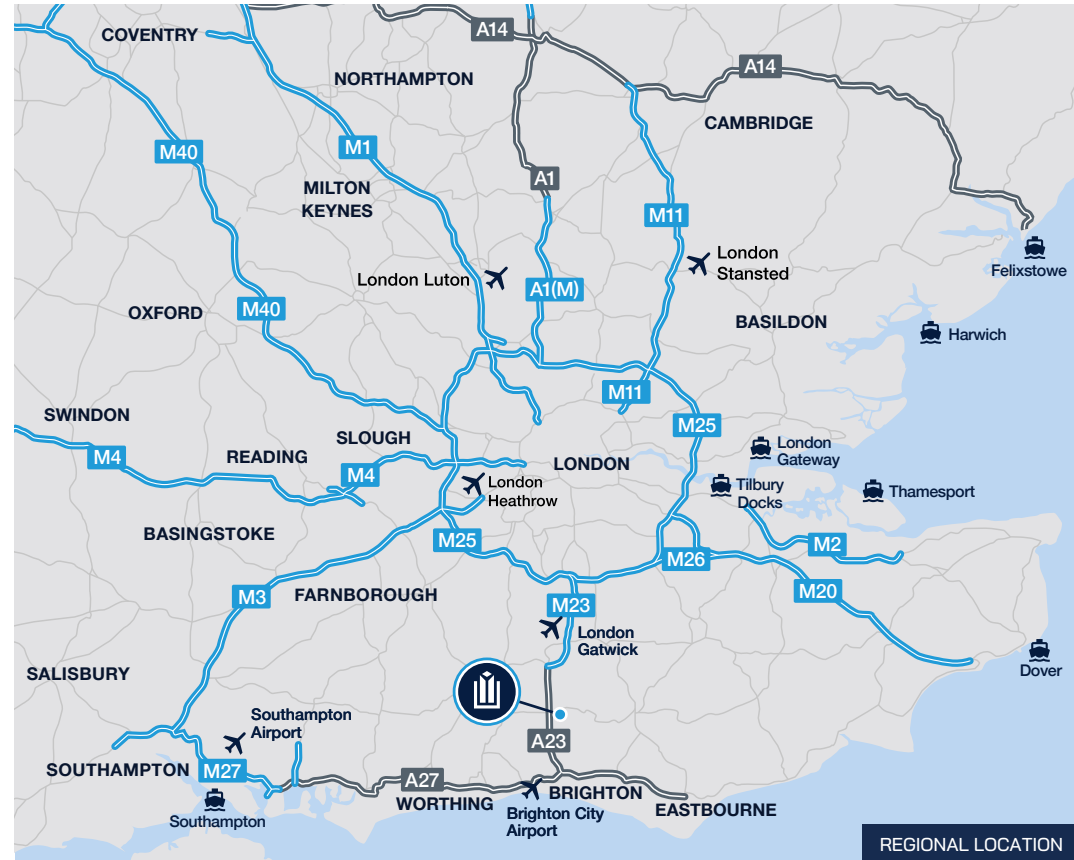 A14
COVENTRY
NORTHAMPTON
A14
CAMBRIDGE
M40
M1
A1
MILTON
KEYNES
M11
London
Stansted
London Luton
A1(M)
Felixstowe
OXFORD
M40
BASILDON
Harwich
M11
SWINDON
M25
SLOUGH
READING
M4
M4
LONDON
London
Gateway
London
Heathrow
Tilbury
Docks
Thamesport
BASINGSTOKE
M25
M2
M26
M3
FARNBOROUGH
M23
M20
London
Gatwick
SALISBURY
Dover
Southampton
Airport
A23
SOUTHAMPTON
M27
A27
WORTHING
BRIGHTON
EASTBOURNE
Southampton
Brighton City
Airport
REGIONAL LOCATION